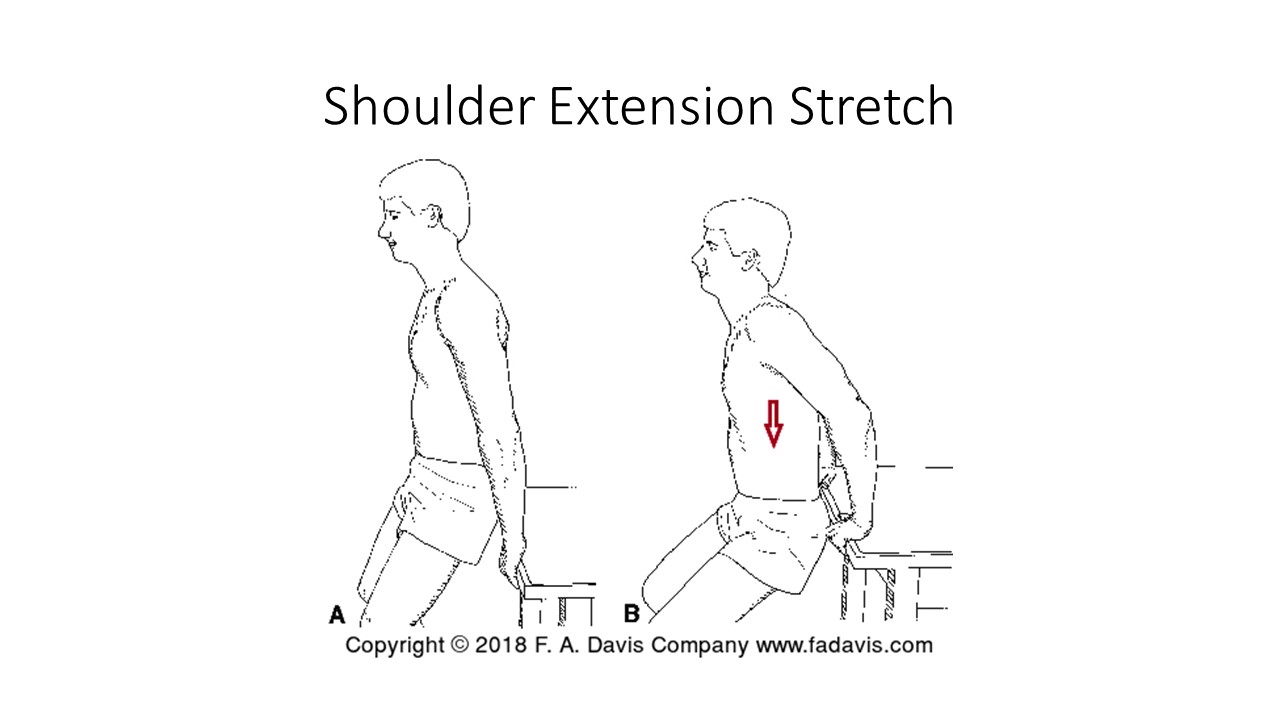 Shoulder Extension Stretch
A
B
Copyright © 2018 F. A. Davis Company www.fadavis.com